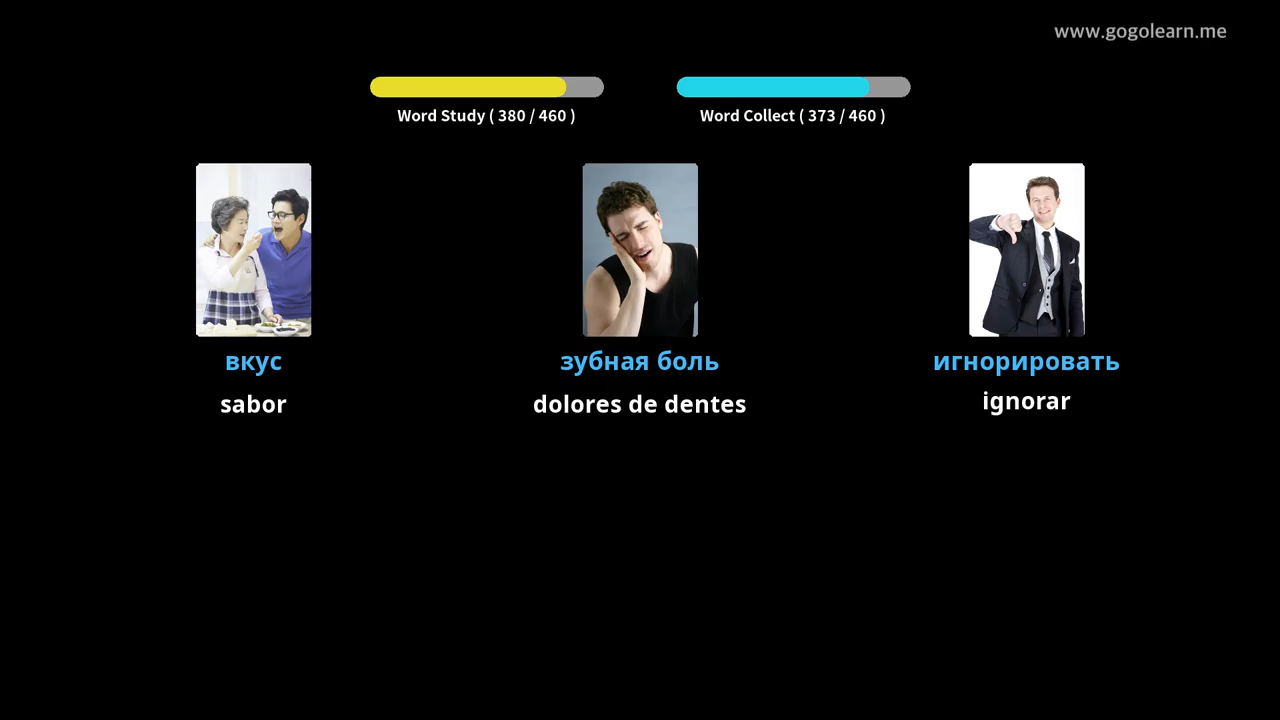 www.gogolearn.me
Word Study ( 380 / 460 )
Word Collect ( 373 / 460 )
вкус
зубная боль
игнорировать
sabor
dolores de dentes
ignorar